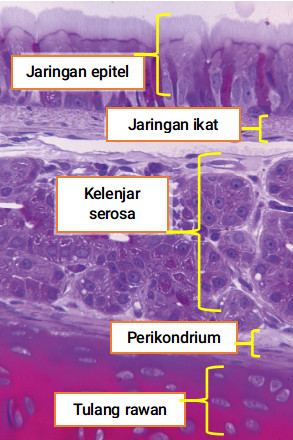 Jaringan epitel
Jaringan ikat
Kelenjar
serosa
Perikondrium
Tulang rawan